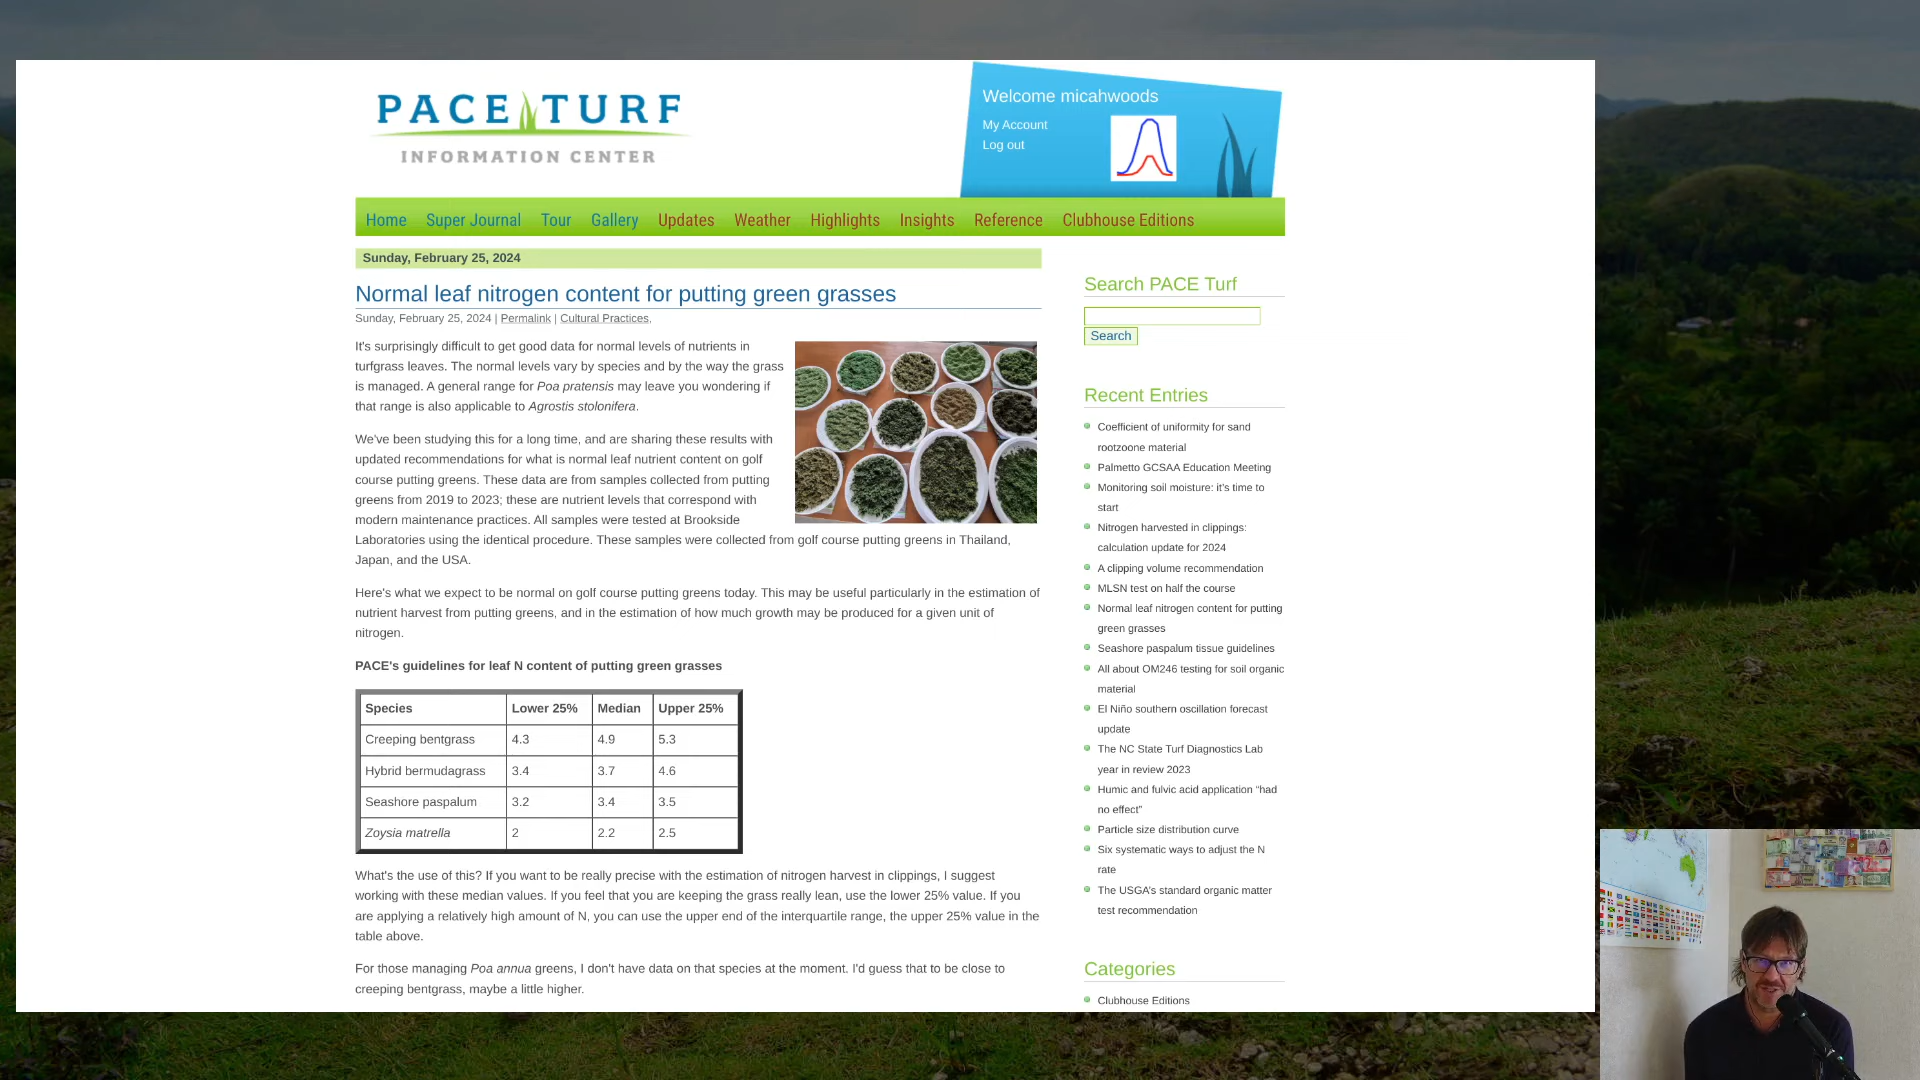 PACE TURF
INFORMATION CENTER
Welcome micahwoods
My Account
Log out
Home Super Journal Tour Gallery Updates Weather Highlights Insights Reference Clubhouse Editions
Sunday, February 25, 2024
Normal leaf nitrogen content for putting green grasses
Sunday, February 25, 2024 | Permalink | Cultural Practices,
It's surprisingly difficult to get good data for normal levels of nutrients in
turfgrass leaves. The normal levels vary by species and by the way the grass
is managed. A general range for Poa pratensis may leave you wondering if
that range is also applicable to Agrostis stolonifera.
We've been studying this for a long time, and are sharing these results with
updated recommendations for what is normal leaf nutrient content on golf
course putting greens. These data are from samples collected from putting
greens from 2019 to 2023; these are nutrient levels that correspond with
modern maintenance practices. All samples were tested at Brookside
Laboratories using the identical procedure. These samples were collected from golf course putting greens in Thailand,
Japan, and the USA.
Here's what we expect to be normal on golf course putting greens today. This may be useful particularly in the estimation of
nutrient harvest from putting greens, and in the estimation of how much growth may be produced for a given unit of
nitrogen.
PACE's guidelines for leaf N content of putting green grasses
Species Lower 25% Median Upper 25%
Creeping bentgrass 4.3 4.9 5.3
Hybrid bermudagrass 3.4 3.7 4.6
Seashore paspalum 3.2 3.4 3.5
Zoysia matrella 2 2.2 2.5
What's the use of this? If you want to be really precise with the estimation of nitrogen harvest in clippings, I suggest
working with these median values. If you feel that you are keeping the grass really lean, use the lower 25% value. If you
are applying a relatively high amount of N, you can use the upper end of the interquartile range, the upper 25% value in the
table above.
For those managing Poa annua greens, I don't have data on that species at the moment. I'd guess that to be close to
creeping bentgrass, maybe a little higher.
Search PACE Turf
Search
Recent Entries
Coefficient of uniformity for sand
rootzoone material
Palmetto GCSAA Education Meeting
Monitoring soil moisture: it's time to
start
Nitrogen harvested in clippings:
calculation update for 2024
A clipping volume recommendation
MLSN test on half the course
Normal leaf nitrogen content for putting
green grasses
Seashore paspalum tissue guidelines
All about OM246 testing for soil organic
material
El Niño southern oscillation forecast
update
The NC State Turf Diagnostics Lab
year in review 2023
Humic and fulvic acid application "had
no effect"
Particle size distribution curve
Six systematic ways to adjust the N
rate
The USGA's standard organic matter
test recommendation
Categories
Clubhouse Editions